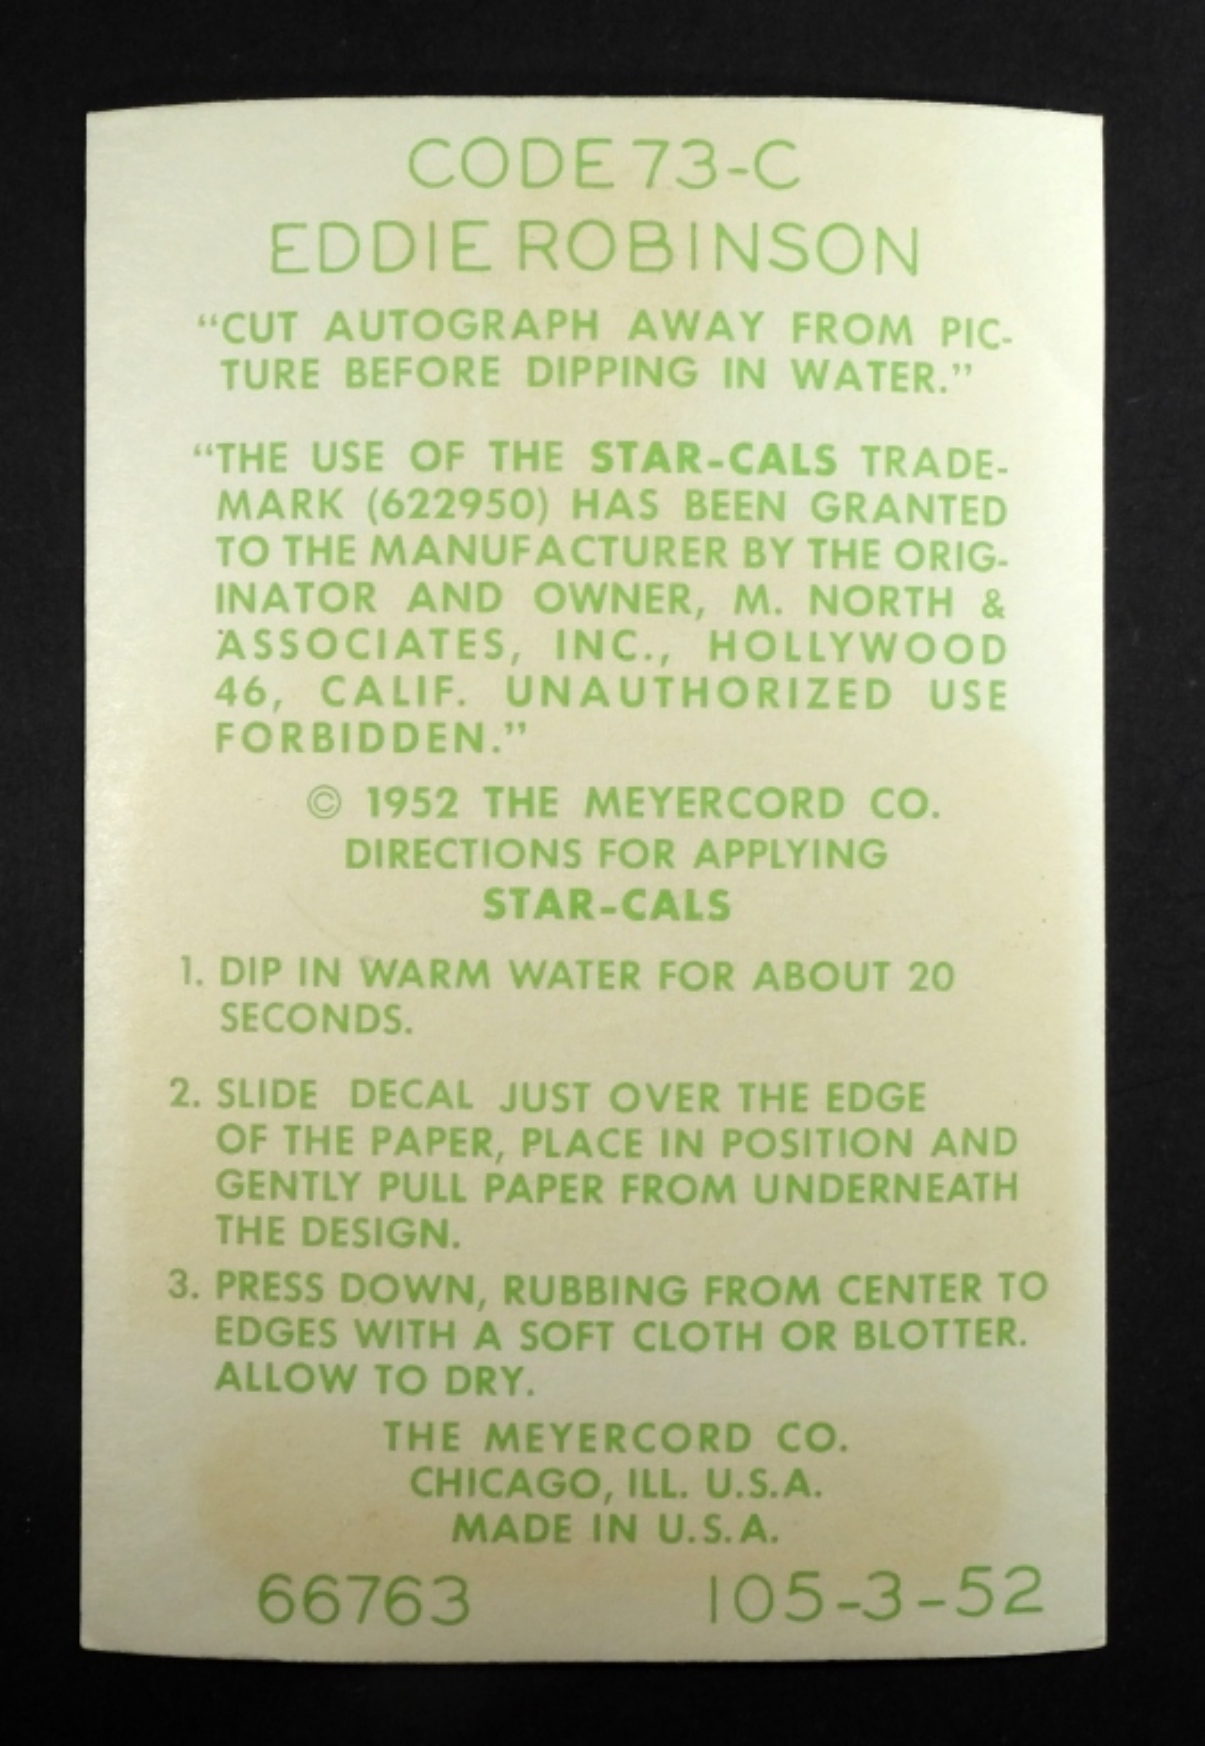 CODE 73-C
EDDIE ROBINSON
“CUT AUTOGRAPH AWAY FROM PIC-
TURE BEFORE DIPPING IN WATER.”
“THE USE OF THE STAR-CALS TRADE-
MARK (622950) HAS BEEN GRANTED
TO THE MANUFACTURER BY THE ORIG-
INATOR AND OWNER, M. NORTH &
ASSOCIATES, INC., HOLLYWOOD
46, CALIF. UNAUTHORIZED USE
FORBIDDEN.”
© 1952 THE MEYERCORD CO.
DIRECTIONS FOR APPLYING
STAR-CALS
1. DIP IN WARM WATER FOR ABOUT 20
SECONDS.
2. SLIDE DECAL JUST OVER THE EDGE
OF THE PAPER, PLACE IN POSITION AND
GENTLY PULL PAPER FROM UNDERNEATH
THE DESIGN.
3. PRESS DOWN, RUBBING FROM CENTER TO
EDGES WITH A SOFT CLOTH OR BLOTTER.
ALLOW TO DRY.
THE MEYERCORD CO.
CHICAGO, ILL. U.S.A.
MADE IN U.S.A.
66763 105-3-52